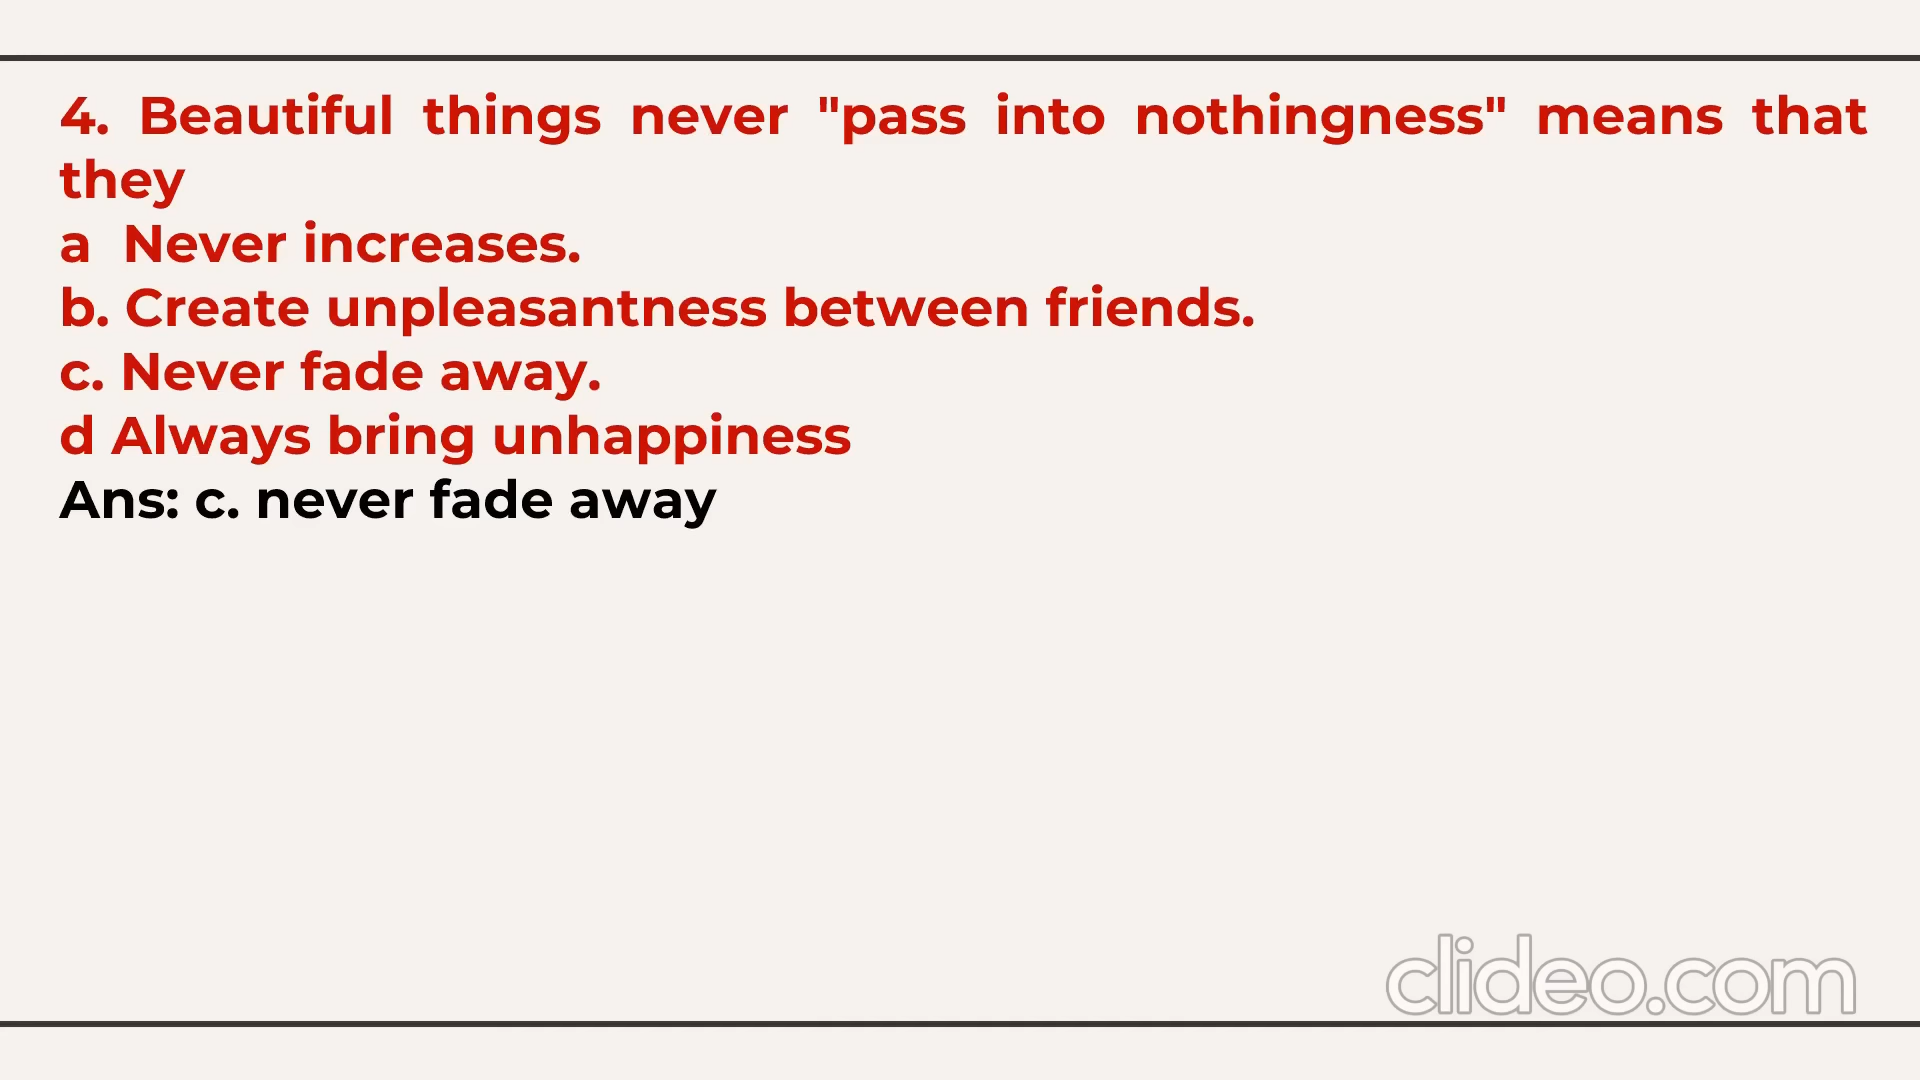 4. Beautiful things never "pass into nothingness" means that
they
a  Never increases.
b. Create unpleasantness between friends.
c. Never fade away.
d Always bring unhappiness
Ans: c. never fade away
clideo.com